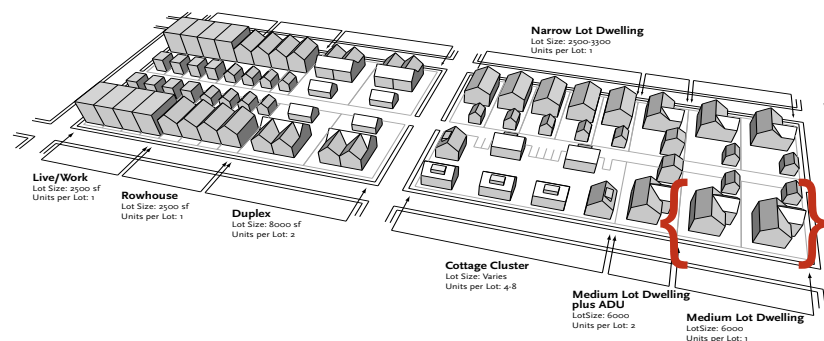 Narrow Lot Dwelling
Lot Size: 2500-3300
Units per Lot: 1
Live/Work
Lot Size: 2500 sf
Units per Lot: 1
Rowhouse
Lot Size: 2500 sf
Units per Lot: 1
Duplex
Lot Size: 8000 sf
Units per Lot: 2
Cottage Cluster
Lot Size: Varies
Units per Lot: 4-8
Medium Lot Dwelling
plus ADU
LotSize: 6000
Units per Lot: 2
Medium Lot Dwelling
LotSize: 6000
Units per Lot: 1